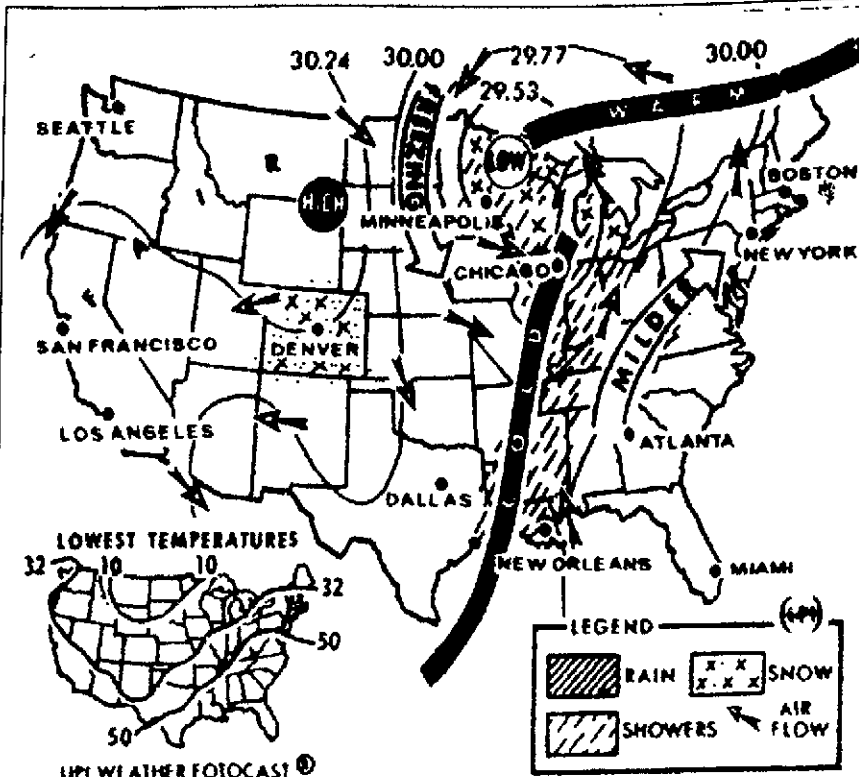 30.24 30.00 29.77 30.00
29.53
WARM
SEATTLE
FREEZING
LOW
HIGH
BOSTON
MINNEAPOLIS
NEW YORK
CHICAGO
SAN FRANCISCO
DENVER
MILDER
COLD
LOS ANGELES
ATLANTA
DALLAS
LOWEST TEMPERATURES
NEW ORLEANS
MIAMI
32 10 10
32
50
50
LEGEND
UPI
RAIN SNOW
SHOWERS AIR FLOW
UPI WEATHER FOTOCAST ®